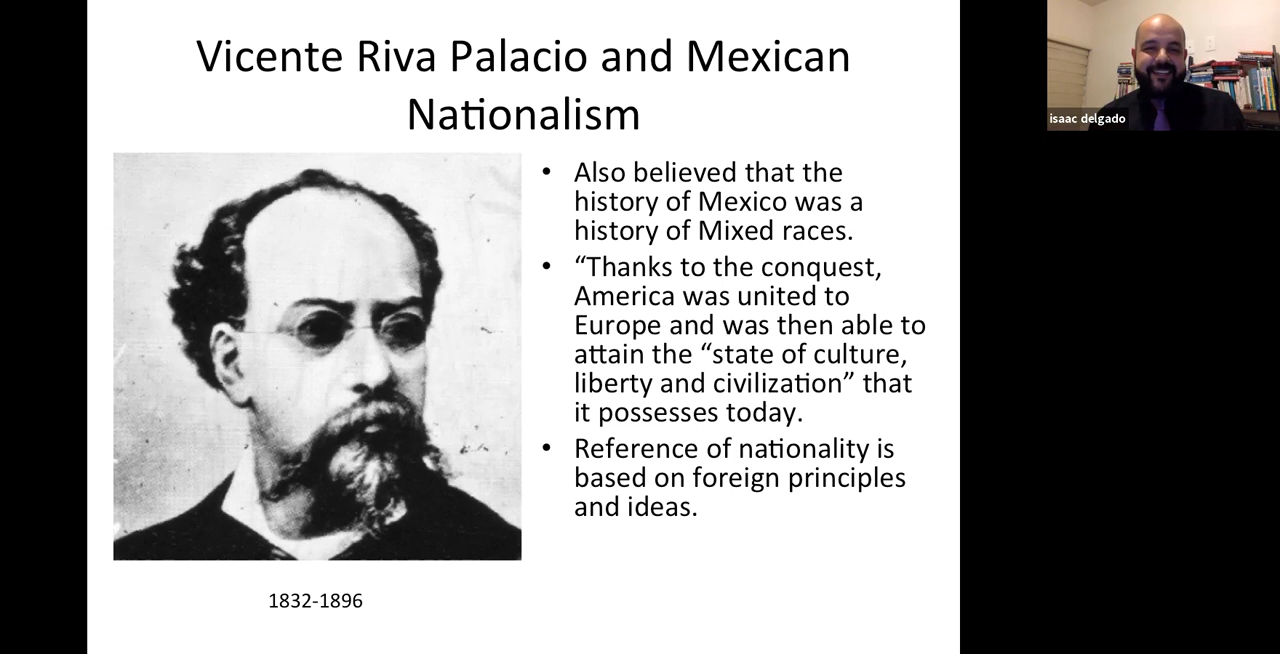 Vicente Riva Palacio and Mexican
Nationalism
• Also believed that the
history of Mexico was a
history of Mixed races.
• “Thanks to the conquest,
America was united to
Europe and was then able to
attain the “state of culture,
liberty and civilization” that
it possesses today.
• Reference of nationality is
based on foreign principles
and ideas.
1832-1896
isaac delgado